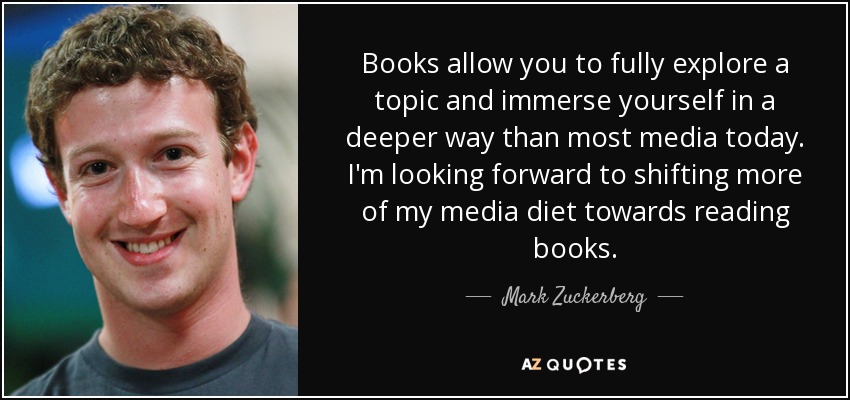 Books allow you to fully explore a
topic and immerse yourself in a
deeper way than most media today.
I'm looking forward to shifting more
of my media diet towards reading
books.
Mark Zuckerberg
AZ QUOTES